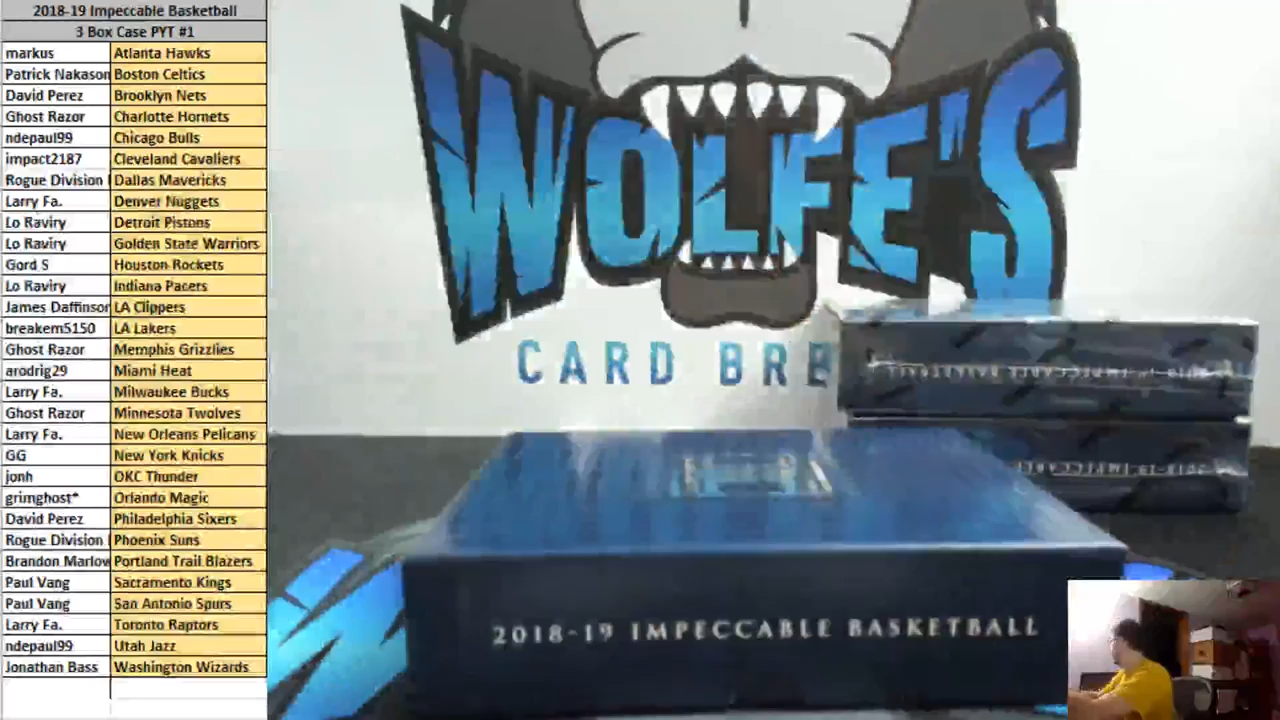 2018-19 Impeccable Basketball
3 Box Case PYT #1
markus Atlanta Hawks
Patrick Nakason Boston Celtics
David Perez Brooklyn Nets
Ghost Razor Charlotte Hornets
ndepaul99 Chicago Bulls
impact2187 Cleveland Cavaliers
Rogue Division Dallas Mavericks
Larry Fa. Denver Nuggets
Lo Raviry Detroit Pistons
Lo Raviry Golden State Warriors
Gord S Houston Rockets
Lo Raviry Indiana Pacers
James Daffinsor LA Clippers
breakem5150 LA Lakers
Ghost Razor Memphis Grizzlies
arodrig29 Miami Heat
Larry Fa. Milwaukee Bucks
Ghost Razor Minnesota Twolves
Larry Fa. New Orleans Pelicans
GG New York Knicks
jonh OKC Thunder
grimghost* Orlando Magic
David Perez Philadelphia Sixers
Rogue Division Phoenix Suns
Brandon Marlow Portland Trail Blazers
Paul Vang Sacramento Kings
Paul Vang San Antonio Spurs
Larry Fa. Toronto Raptors
ndepaul99 Utah Jazz
Jonathan Bass Washington Wizards
WOLFE'S
CARD BRE
2018-19 IMPECCABLE BASKETBALL